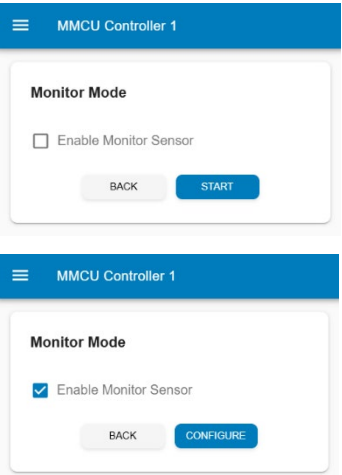 MMCU Controller 1
Monitor Mode
Enable Monitor Sensor
BACK START
MMCU Controller 1
Monitor Mode
Enable Monitor Sensor
BACK CONFIGURE